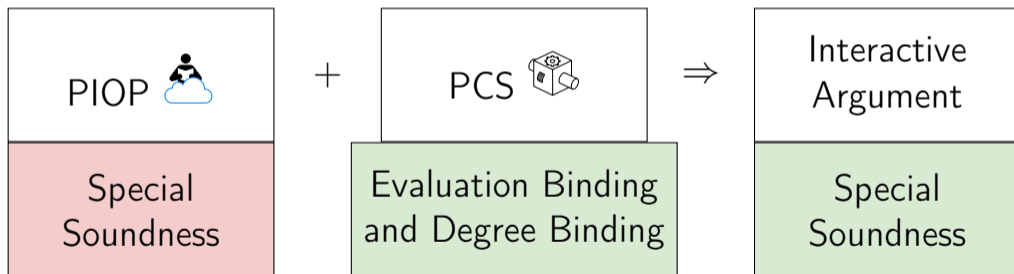 PIOP
+
PCS
⇒
Interactive
Argument
Special
Soundness
Evaluation Binding
and Degree Binding
Special
Soundness